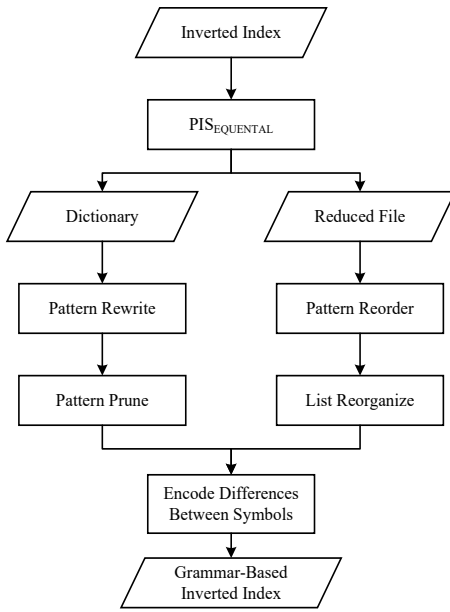 Inverted Index
PISEQUENTAL
Dictionary
Reduced File
Pattern Rewrite
Pattern Reorder
Pattern Prune
List Reorganize
Encode Differences
Between Symbols
Grammar-Based
Inverted Index